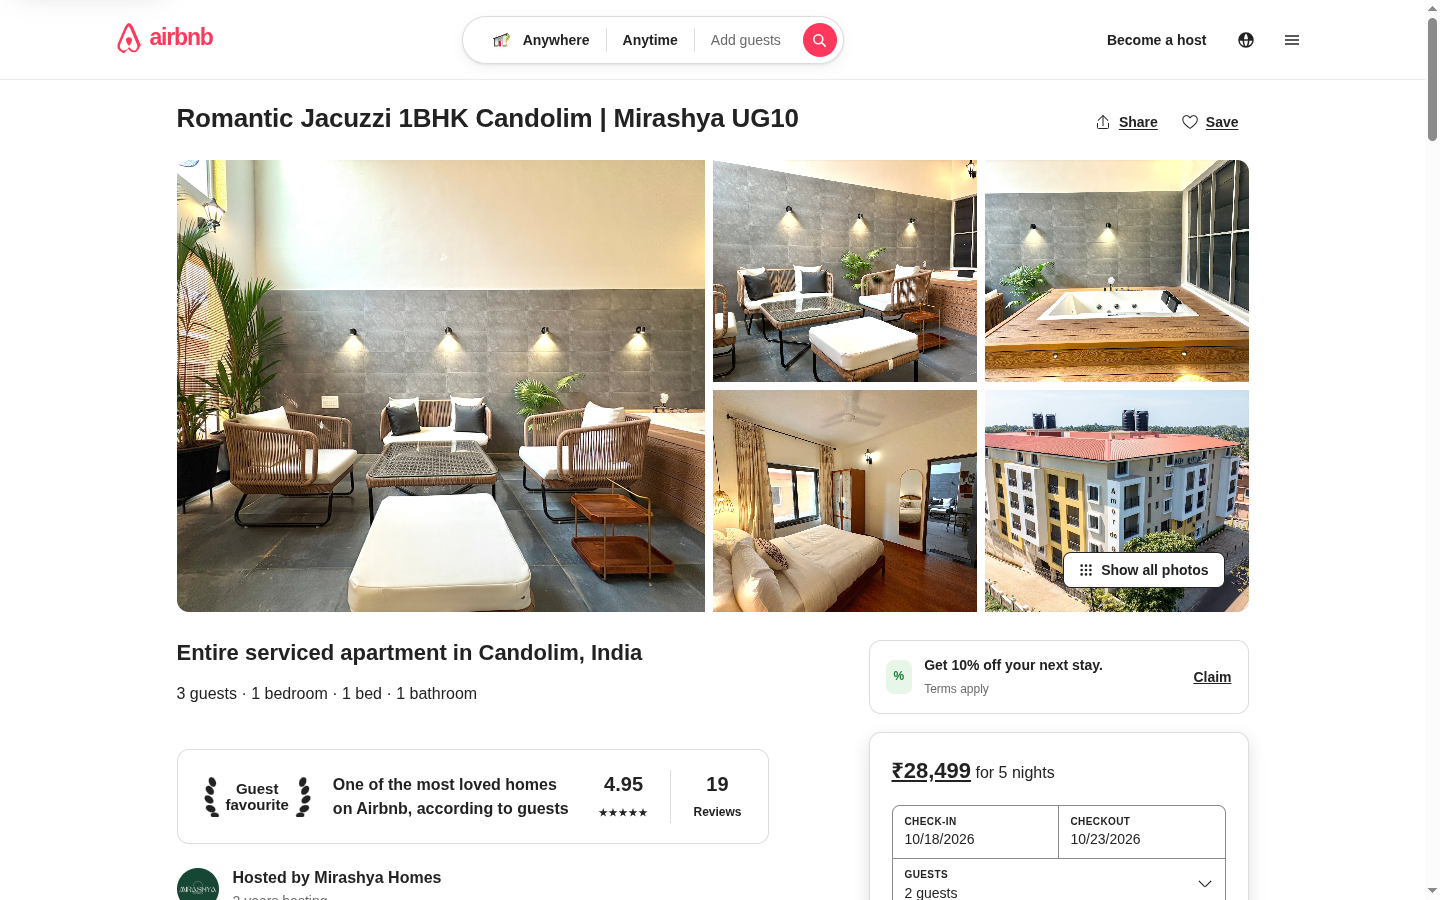 airbnb
Anywhere
Anytime
Add guests
Become a host
Romantic Jacuzzi 1BHK Candolim | Mirashya UG10
Share
Save
Show all photos
Entire serviced apartment in Candolim, India
3 guests · 1 bedroom · 1 bed · 1 bathroom
%
Get 10% off your next stay.
Terms apply
Claim
Guest
favourite
One of the most loved homes
on Airbnb, according to guests
4.95
★★★★★
19
Reviews
₹28,499 for 5 nights
CHECK-IN
10/18/2026
CHECKOUT
10/23/2026
GUESTS
2 guests
MIRASHYA
Hosted by Mirashya Homes
2 years hosting